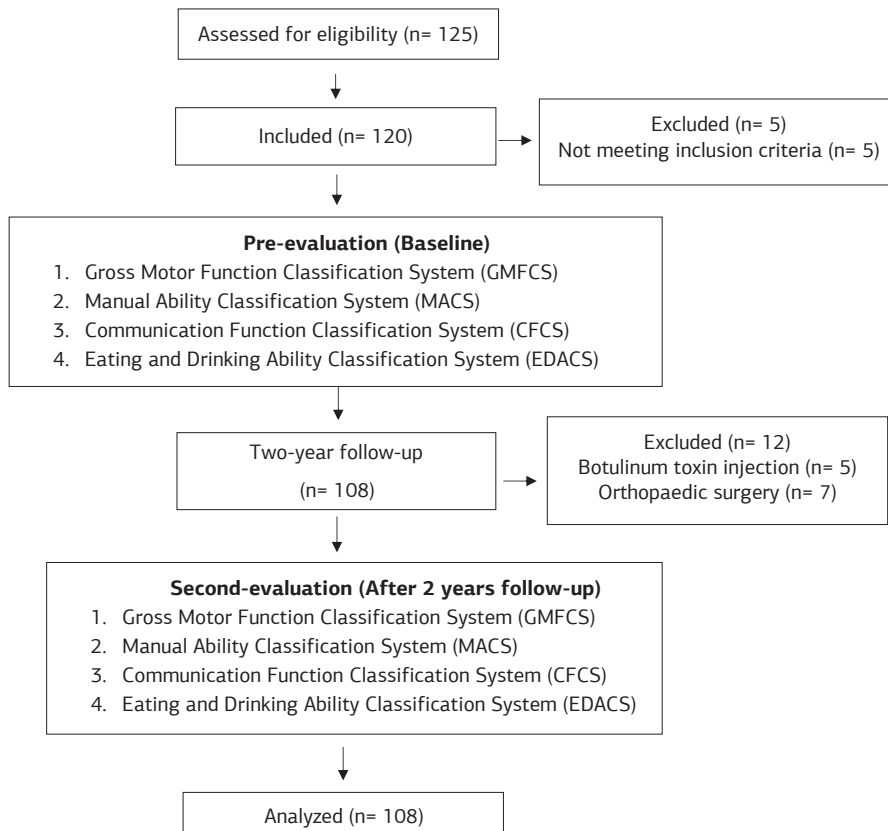 Assessed for eligibility (n= 125)
Included (n= 120)
Excluded (n= 5)
Not meeting inclusion criteria (n= 5)
Pre-evaluation (Baseline)
1. Gross Motor Function Classification System (GMFCS)
2. Manual Ability Classification System (MACS)
3. Communication Function Classification System (CFCS)
4. Eating and Drinking Ability Classification System (EDACS)
Two-year follow-up
(n= 108)
Excluded (n= 12)
Botulinum toxin injection (n= 5)
Orthopaedic surgery (n= 7)
Second-evaluation (After 2 years follow-up)
1. Gross Motor Function Classification System (GMFCS)
2. Manual Ability Classification System (MACS)
3. Communication Function Classification System (CFCS)
4. Eating and Drinking Ability Classification System (EDACS)
Analyzed (n= 108)